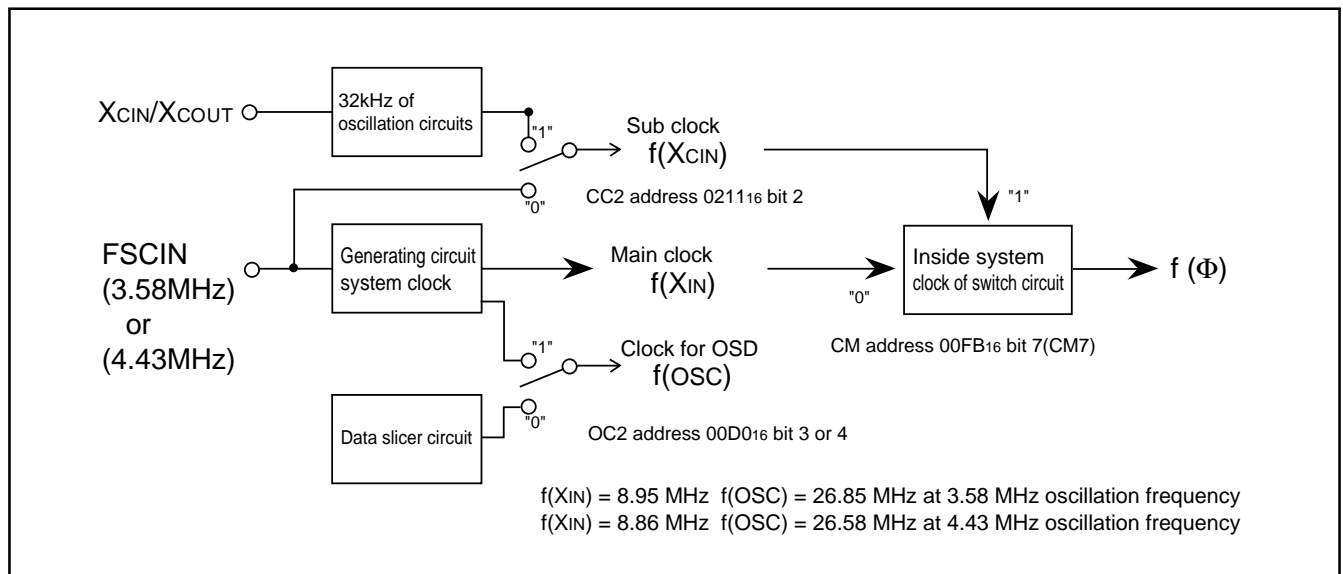 XCIN/XCOUT
32kHz of
oscillation circuits
"1"
"0"
Sub clock
f(XCIN)
CC2 address 021116 bit 2
"1"
FSCIN
(3.58MHz)
or
(4.43MHz)
Generating circuit
system clock
Main clock
f(XIN)
"0"
Inside system
clock of switch circuit
f (Φ)
CM address 00FB16 bit 7(CM7)
"1"
"0"
Clock for OSD
f(OSC)
Data slicer circuit
OC2 address 00D016 bit 3 or 4
f(XIN) = 8.95 MHz f(OSC) = 26.85 MHz at 3.58 MHz oscillation frequency
f(XIN) = 8.86 MHz f(OSC) = 26.58 MHz at 4.43 MHz oscillation frequency